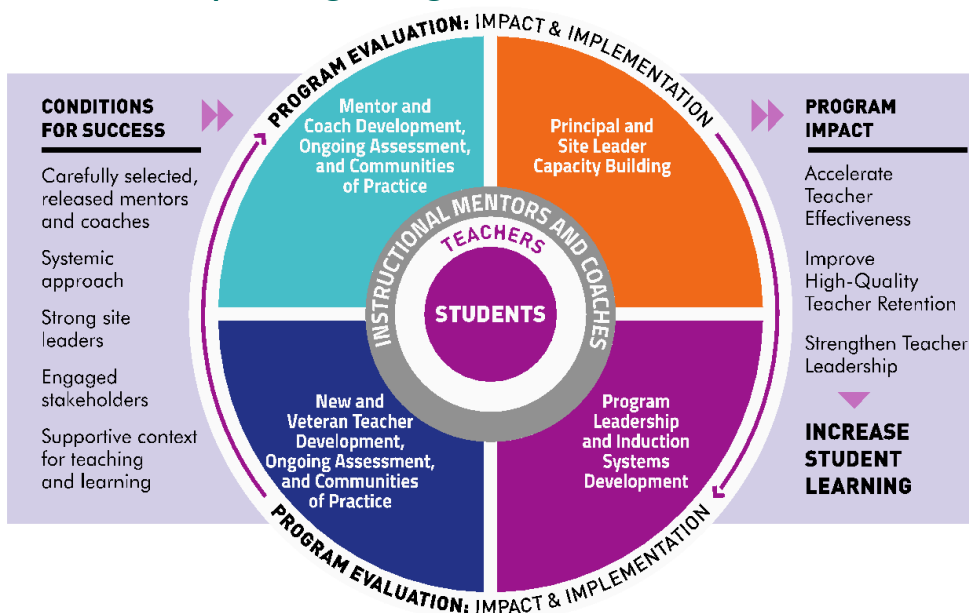 PROGRAM EVALUATION: IMPACT & IMPLEMENTATION
CONDITIONS
FOR SUCCESS
Carefully selected,
released mentors
and coaches
Systemic
approach
Strong site
leaders
Engaged
stakeholders
Supportive context
for teaching
and learning
Mentor and
Coach Development,
Ongoing Assessment,
and Communities
of Practice
Principal and
Site Leader
Capacity Building
INSTRUCTIONAL MENTORS AND COACHES
TEACHERS
STUDENTS
New and
Veteran Teacher
Development,
Ongoing Assessment,
and Communities
of Practice
Program
Leadership
and Induction
Systems
Development
PROGRAM EVALUATION: IMPACT & IMPLEMENTATION
PROGRAM
IMPACT
Accelerate
Teacher
Effectiveness
Improve
High-Quality
Teacher Retention
Strengthen Teacher
Leadership
INCREASE
STUDENT
LEARNING